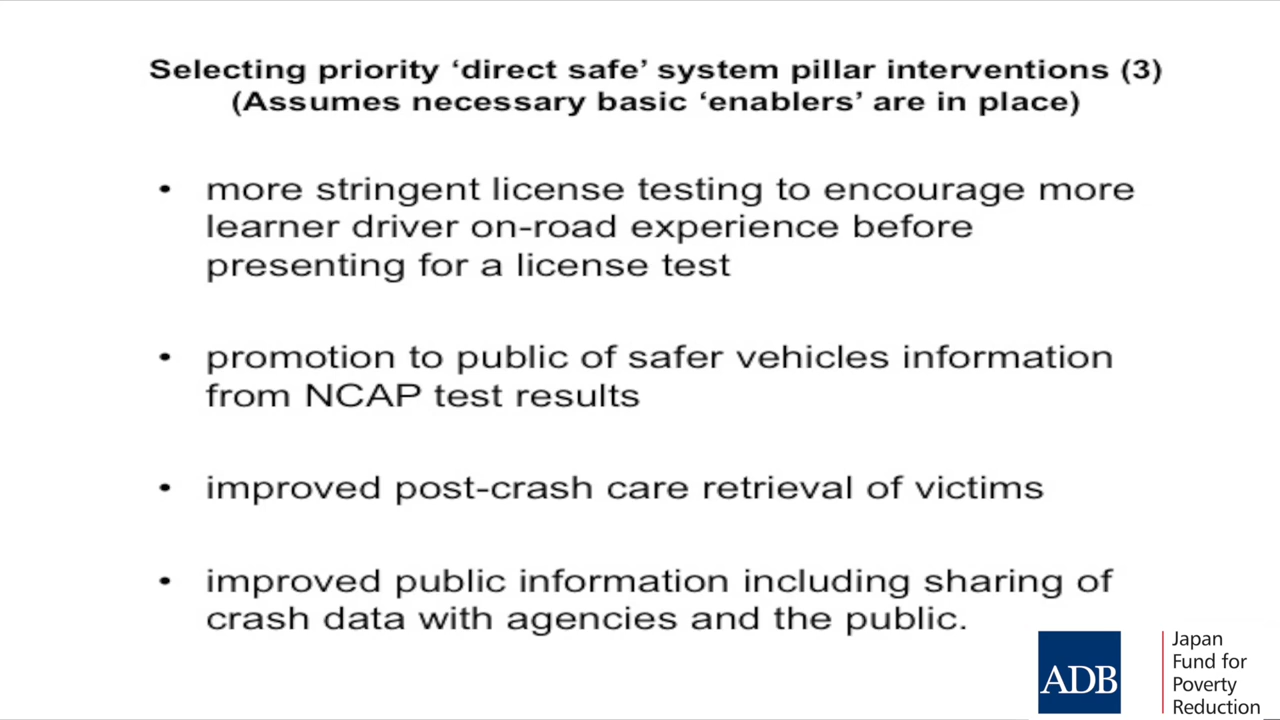 Selecting priority ‘direct safe’ system pillar interventions (3)
(Assumes necessary basic ‘enablers’ are in place)
• more stringent license testing to encourage more
learner driver on-road experience before
presenting for a license test
• promotion to public of safer vehicles information
from NCAP test results
• improved post-crash care retrieval of victims
• improved public information including sharing of
crash data with agencies and the public.
ADB
Japan
Fund for
Poverty
Reduction